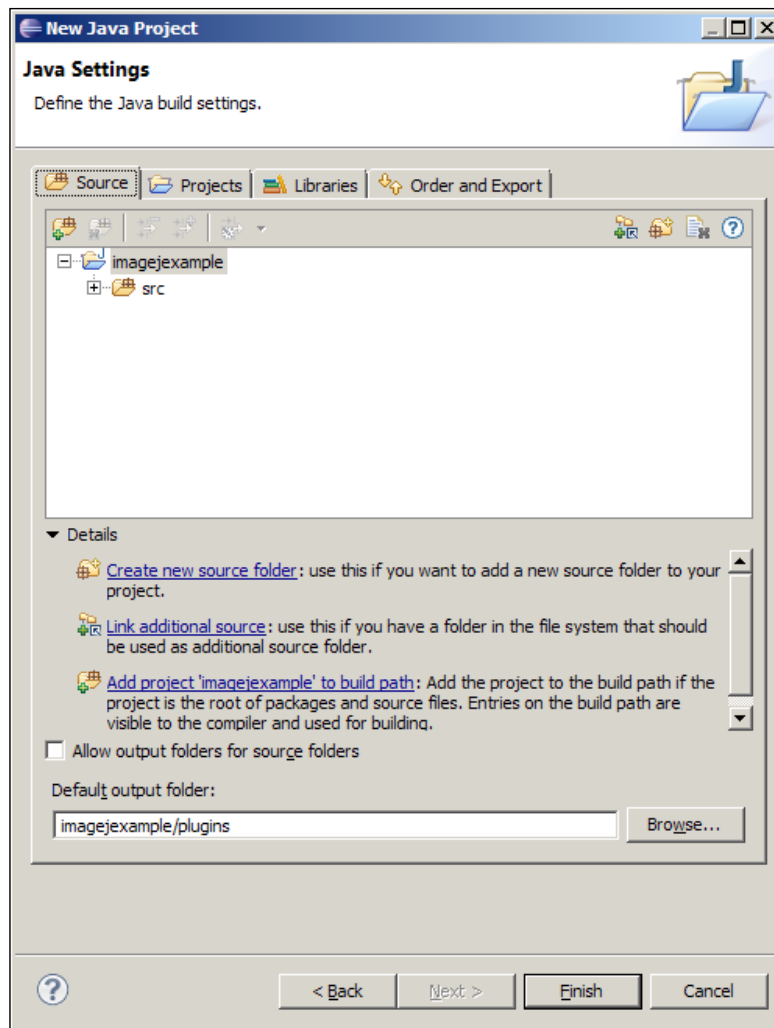 New Java Project
Java Settings
Define the Java build settings.
Source Projects Libraries Order and Export
imagejexample
src
Details
Create new source folder: use this if you want to add a new source folder to your
project.
Link additional source: use this if you have a folder in the file system that should
be used as additional source folder.
Add project 'imagejexample' to build path: Add the project to the build path if the
project is the root of packages and source files. Entries on the build path are
visible to the compiler and used for building.
Allow output folders for source folders
Default output folder:
imagejexample/plugins Browse...
< Back Next > Finish Cancel